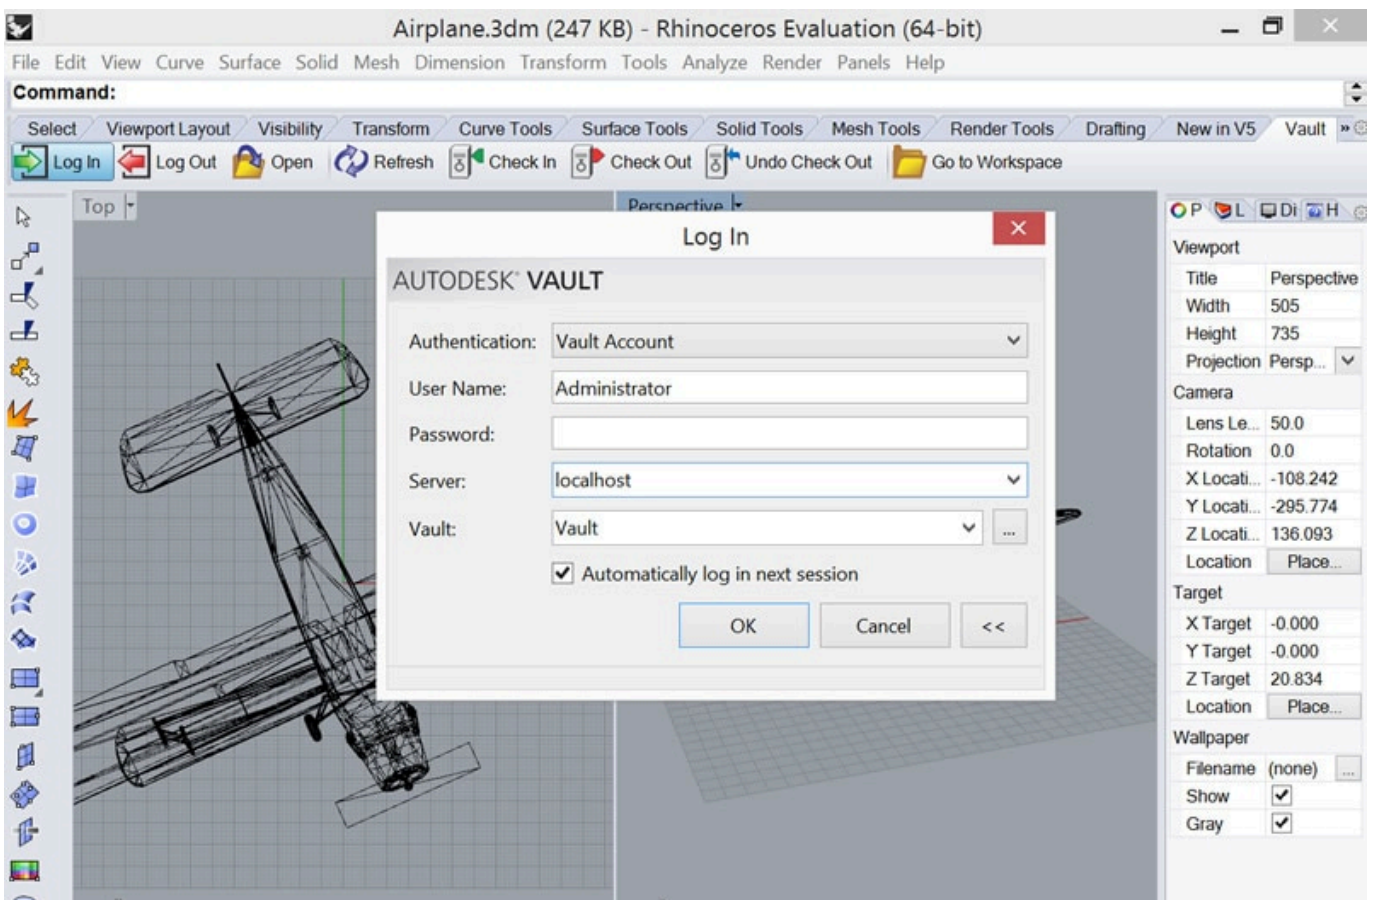 Airplane.3dm (247 KB) - Rhinoceros Evaluation (64-bit)
File Edit View Curve Surface Solid Mesh Dimension Transform Tools Analyze Render Panels Help
Command:
Select Viewport Layout Visibility Transform Curve Tools Surface Tools Solid Tools Mesh Tools Render Tools Drafting New in V5 Vault »
Log In Log Out Open Refresh Check In Check Out Undo Check Out Go to Workspace
Top
Perspective
Log In
AUTODESK® VAULT
Authentication: Vault Account
User Name: Administrator
Password:
Server: localhost
Vault: Vault ...
Automatically log in next session
OK Cancel <<
P L Di H
Viewport
Title Perspective
Width 505
Height 735
Projection Persp...
Camera
Lens Le... 50.0
Rotation 0.0
X Locati... -108.242
Y Locati... -295.774
Z Locati... 136.093
Location Place...
Target
X Target -0.000
Y Target -0.000
Z Target 20.834
Location Place...
Wallpaper
Filename (none) ...
Show
Gray